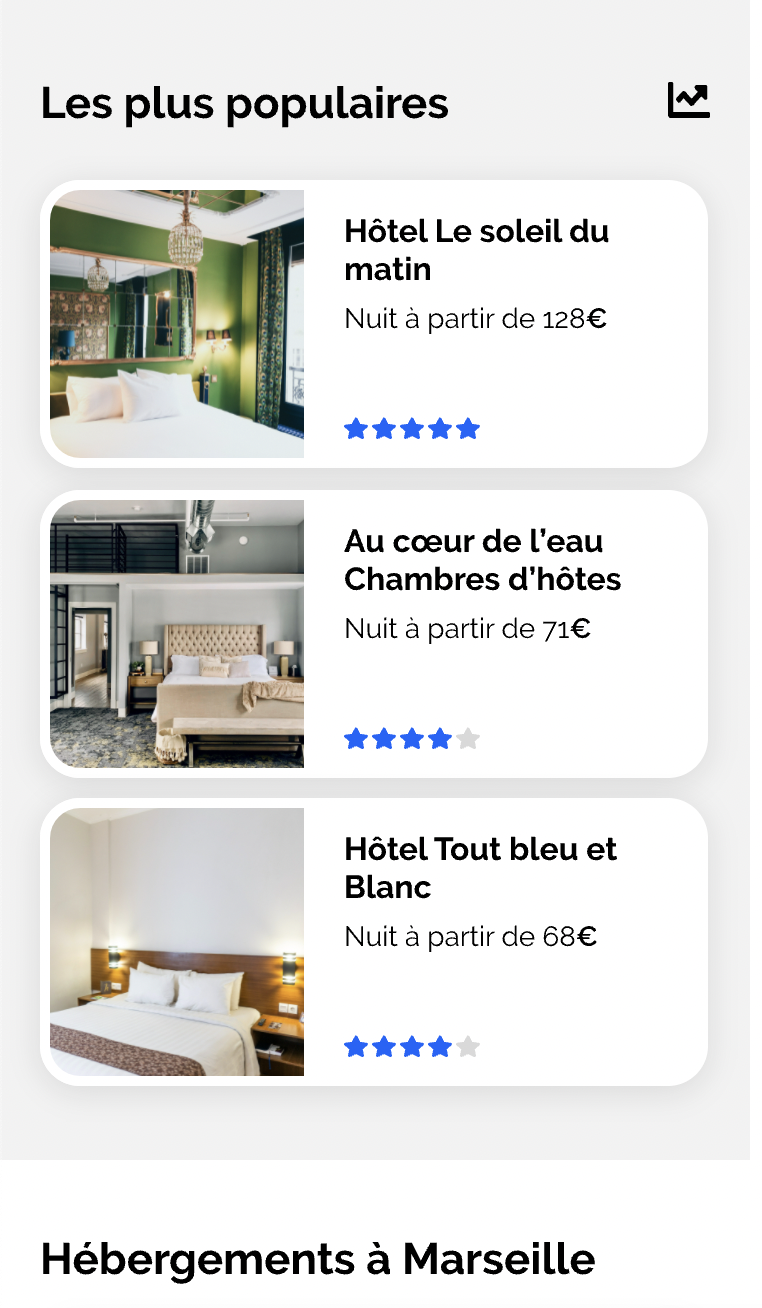 Les plus populaires
Hôtel Le soleil du
matin
Nuit à partir de 128€
Au cœur de l’eau
Chambres d’hôtes
Nuit à partir de 71€
Hôtel Tout bleu et
Blanc
Nuit à partir de 68€
Hébergements à Marseille